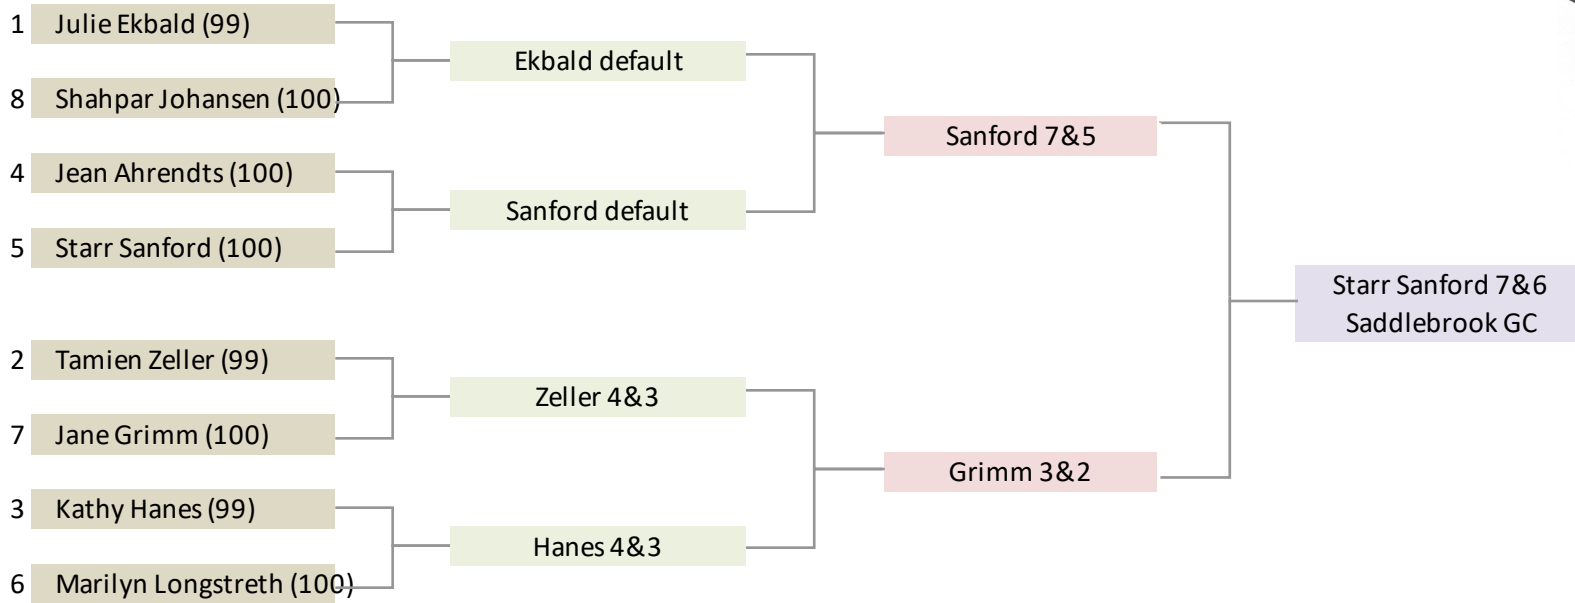 1 Julie Ekbald (99)
8 Shahpar Johansen (100)
4 Jean Ahrendts (100)
5 Starr Sanford (100)
2 Tamien Zeller (99)
7 Jane Grimm (100)
3 Kathy Hanes (99)
6 Marilyn Longstreth (100)
Ekbald default
Sanford default
Zeller 4&3
Hanes 4&3
Sanford 7&5
Grimm 3&2
Starr Sanford 7&6
Saddlebrook GC